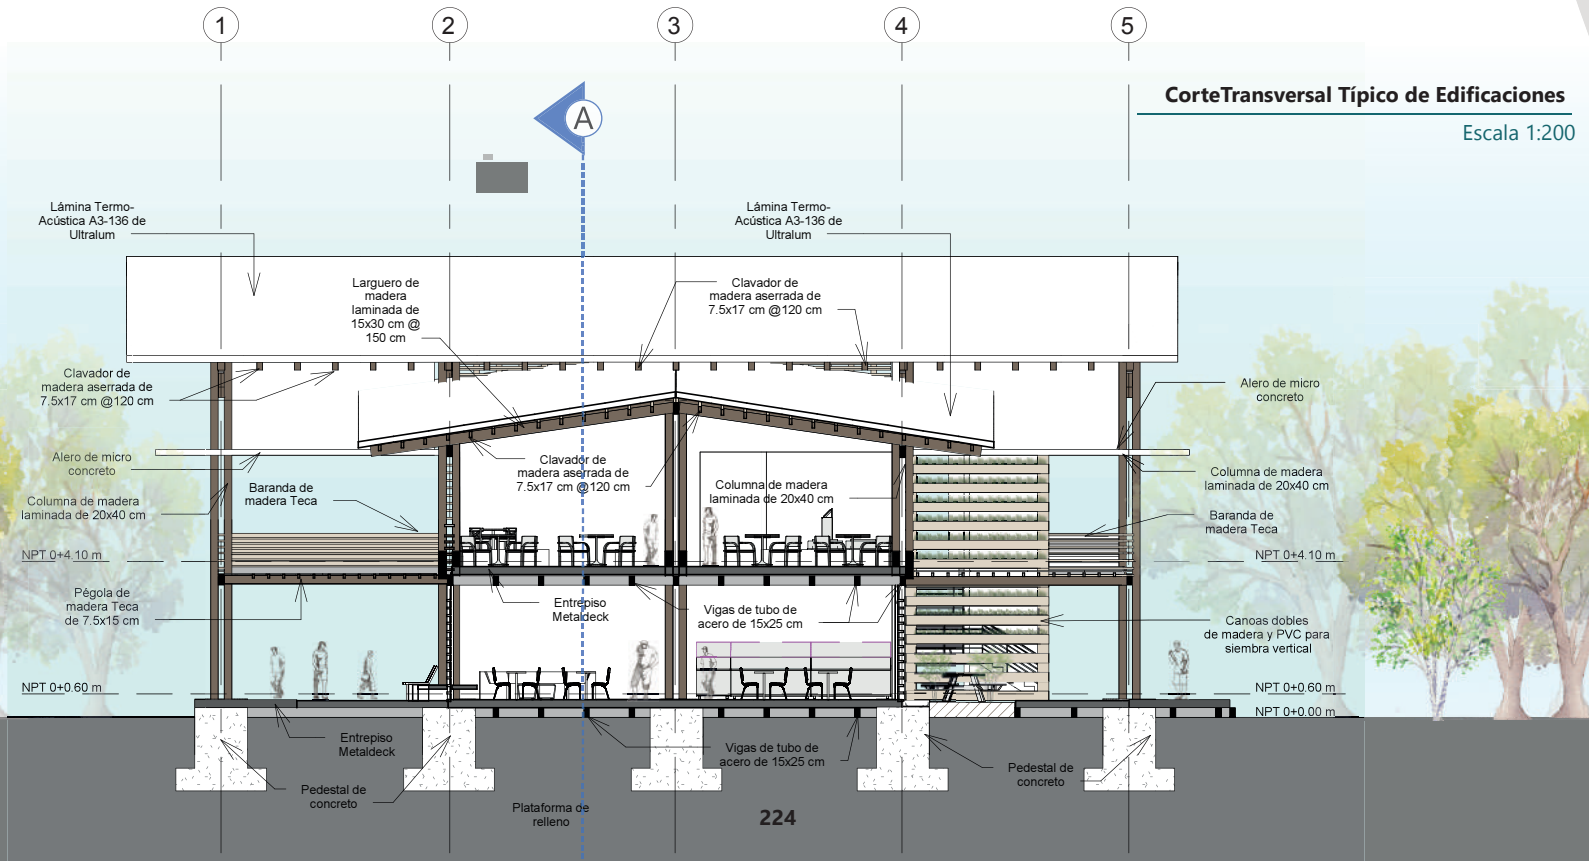 1
2
3
4
5
CorteTransversal Típico de Edificaciones
Escala 1:200
A
Lámina Termo-
Acústica A3-136 de
Ultralum
Lámina Termo-
Acústica A3-136 de
Ultralum
Larguero de
madera
laminada de
15x30 cm @
150 cm
Clavador de
madera aserrada de
7.5x17 cm @120 cm
Clavador de
madera aserrada de
7.5x17 cm @120 cm
Alero de micro
concreto
Alero de micro
concreto
Clavador de
madera aserrada de
7.5x17 cm @120 cm
Columna de madera
laminada de 20x40 cm
Baranda de
madera Teca
Columna de madera
laminada de 20x40 cm
Columna de madera
laminada de 20x40 cm
Baranda de
madera Teca
NPT 0+4.10 m
NPT 0+4.10 m
Pégola de
madera Teca
de 7.5x15 cm
Entrepiso
Metaldeck
Vigas de tubo de
acero de 15x25 cm
Canoas dobles
de madera y PVC para
siembra vertical
NPT 0+0.60 m
NPT 0+0.60 m
NPT 0+0.00 m
Entrepiso
Metaldeck
Vigas de tubo de
acero de 15x25 cm
Pedestal de
concreto
Pedestal de
concreto
Plataforma de
relleno
224